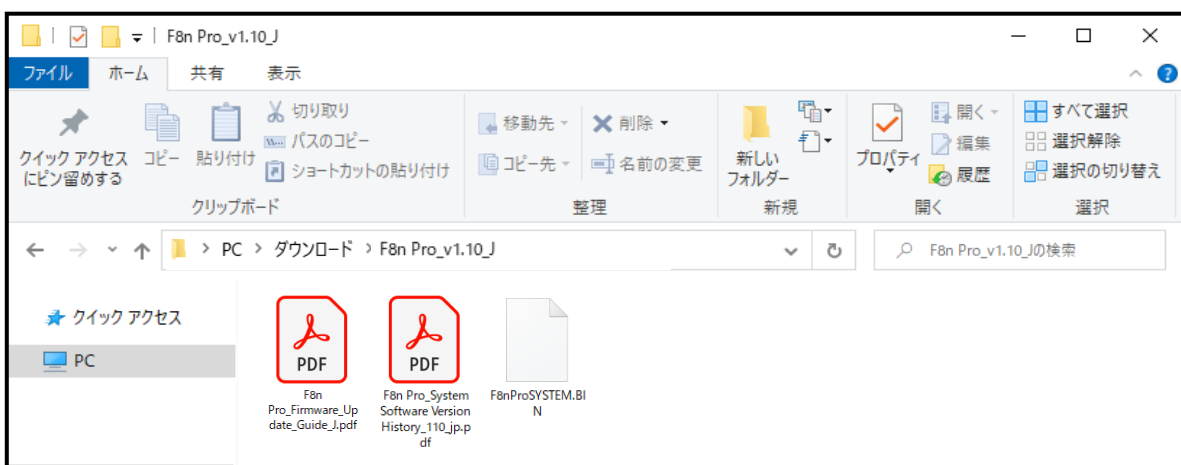 F8n Pro_v1.10_J
ファイル ホーム 共有 表示
クイック アクセス
にピン留めする
コピー
貼り付け
切り取り
パスのコピー
ショートカットの貼り付け
クリップボード
移動先
コピー先
削除
名前の変更
整理
新しい
フォルダー
新規
プロパティ
開く
編集
履歴
開く
すべて選択
選択解除
選択の切り替え
選択
PC > ダウンロード > F8n Pro_v1.10_J
F8n Pro_v1.10_Jの検索
クイック アクセス
PC
PDF
F8n
Pro_Firmware_Up
date_Guide_J.pdf
PDF
F8n Pro_System
Software Version
History_110_jp.p
df
F8nProSYSTEM.BI
N